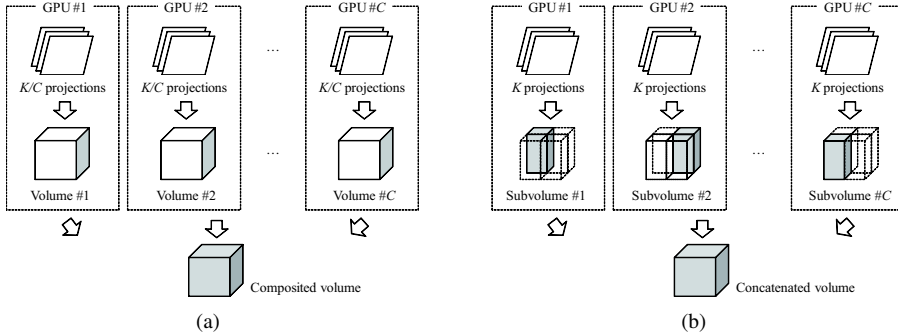 GPU #1 GPU #2 GPU #C
... 
K/C projections K/C projections K/C projections
...
Volume #1 Volume #2 Volume #C
Composited volume
(a)
GPU #1 GPU #2 GPU #C
...
K projections K projections K projections
...
Subvolume #1 Subvolume #2 Subvolume #C
Concatenated volume
(b)